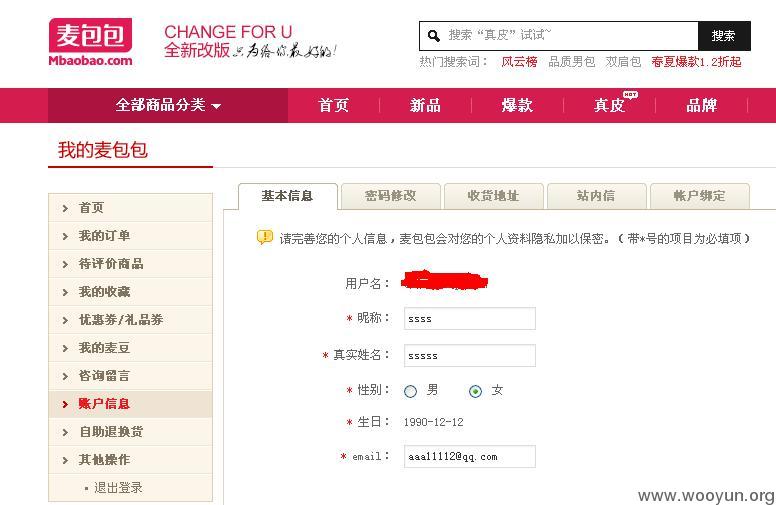 麦包包
Mbaobao.com
CHANGE FOR U
全新改版 只为给你最好的!
搜索“真皮”试试~
搜索
热门搜索词： 风云榜 品质男包 双肩包 春夏爆款1.2折起
全部商品分类 首页 新品 爆款 真皮 HOT 品牌
我的麦包包
基本信息 密码修改 收货地址 站内信 帐户绑定
首页
我的订单
待评价商品
我的收藏
优惠券/礼品券
我的麦豆
咨询留言
账户信息
自助退换货
其他操作
退出登录
请完善您的个人信息，麦包包会对您的个人资料隐私加以保密。（带*号的项目为必填项）
用户名：
* 昵称： ssss
* 真实姓名： sssss
* 性别： 男 女
* 生日： 1990-12-12
* email： aaa11112@qq.com
www.wooyun.org